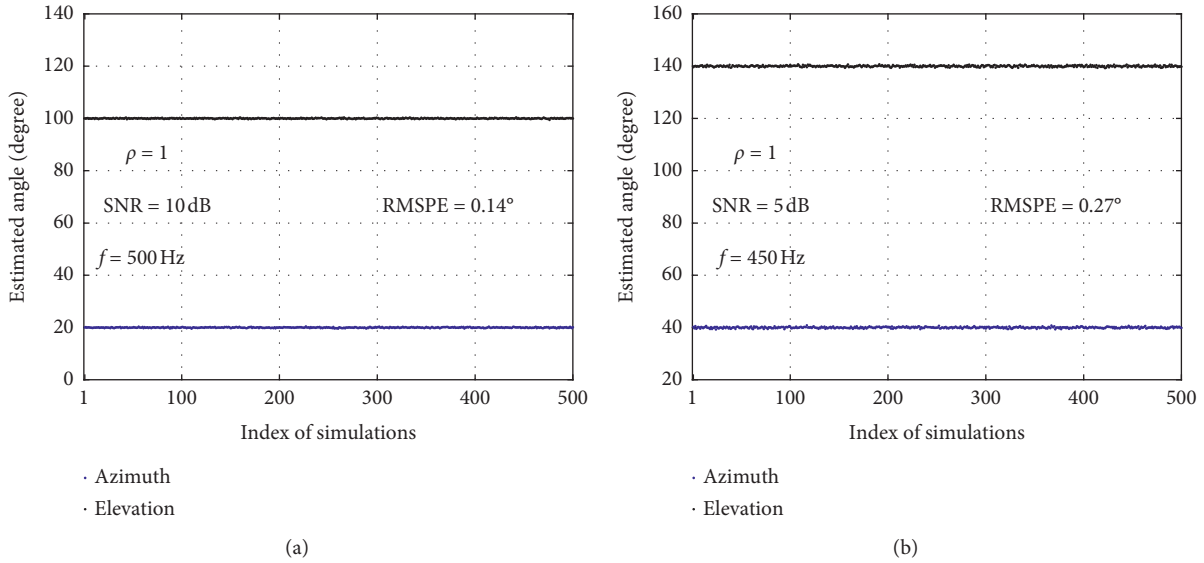 140
120
100
80
60
40
20
0
Estimated angle (degree)
ρ = 1
SNR = 10 dB
RMSPE = 0.14°
f = 500 Hz
1 100 200 300 400 500
Index of simulations
Azimuth
Elevation
(a)
160
140
120
100
80
60
40
20
Estimated angle (degree)
ρ = 1
SNR = 5 dB
RMSPE = 0.27°
f = 450 Hz
1 100 200 300 400 500
Index of simulations
Azimuth
Elevation
(b)